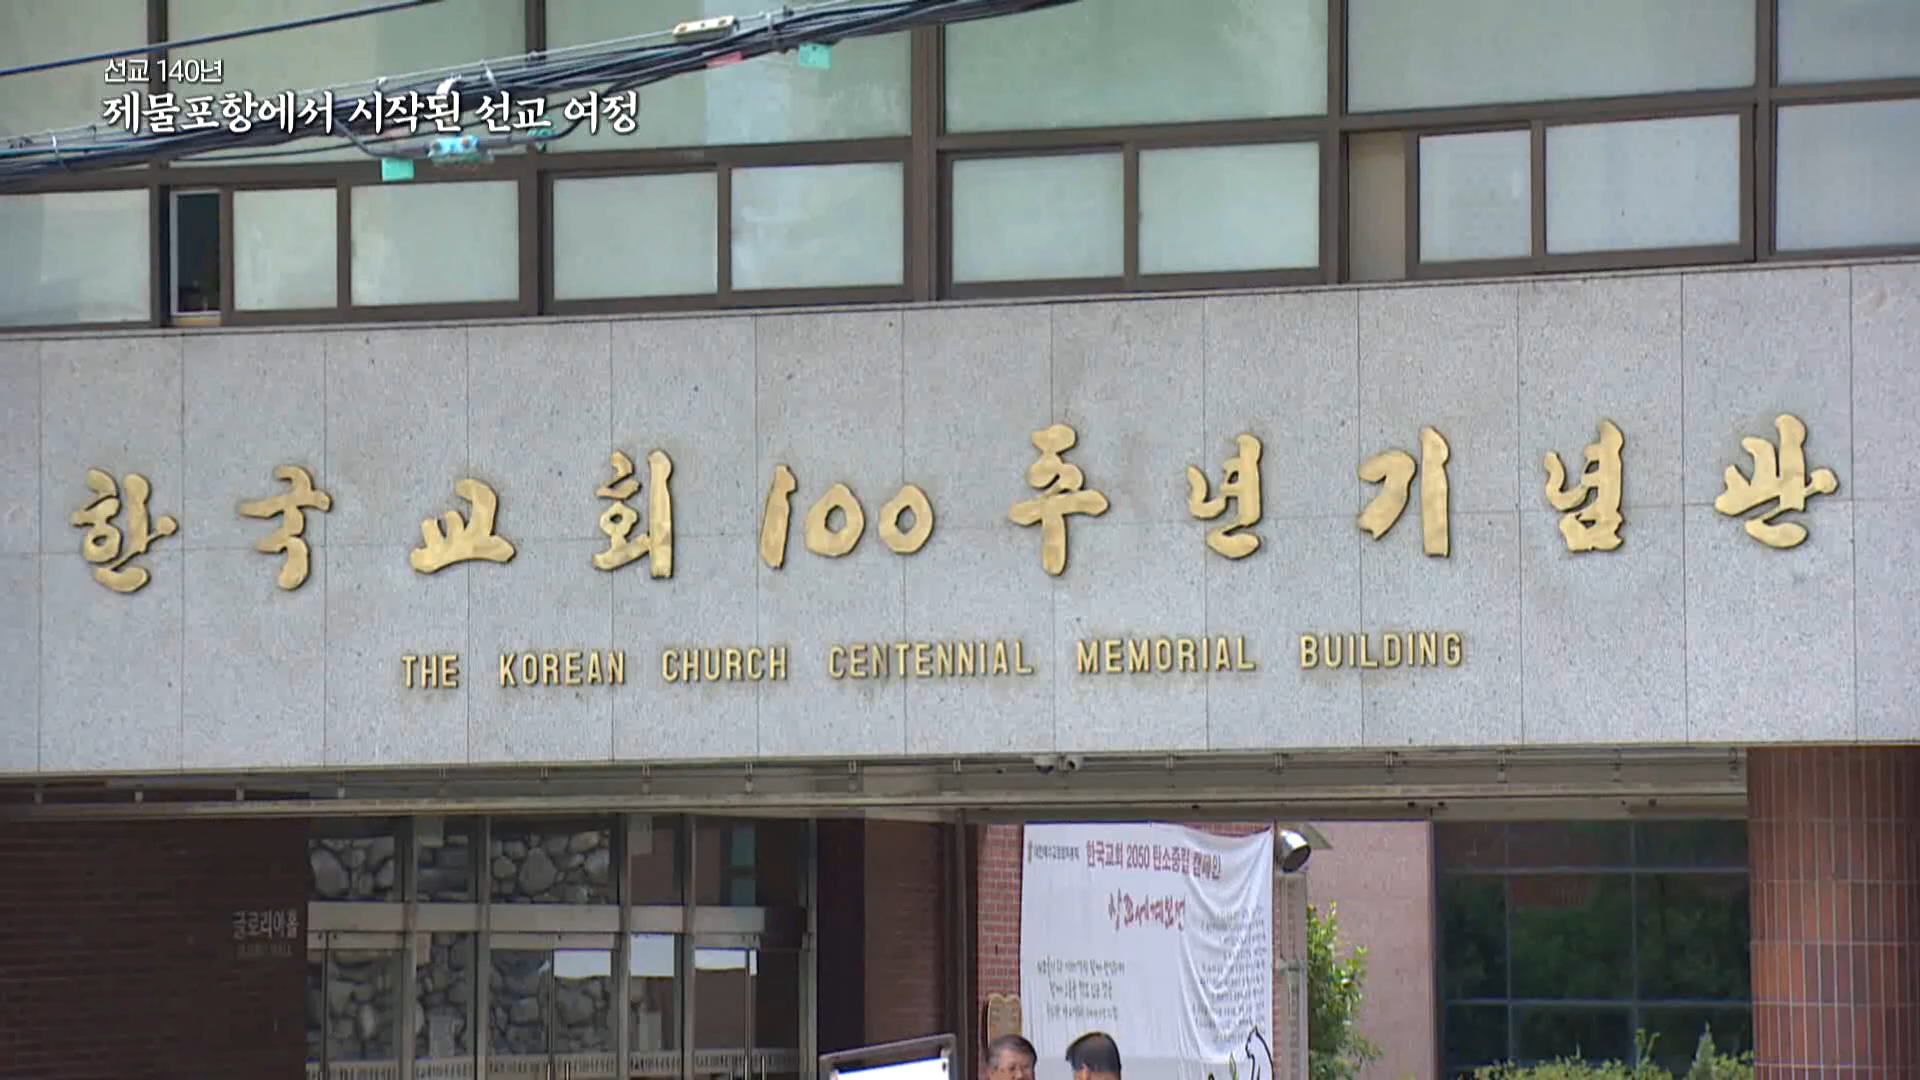 선교 140년
제물포항에서 시작된 선교 여정
한국교회 100주년기념관
THE KOREAN CHURCH CENTENNIAL MEMORIAL BUILDING
한국교회 2050 탄소중립 캠페인
글로리아홀